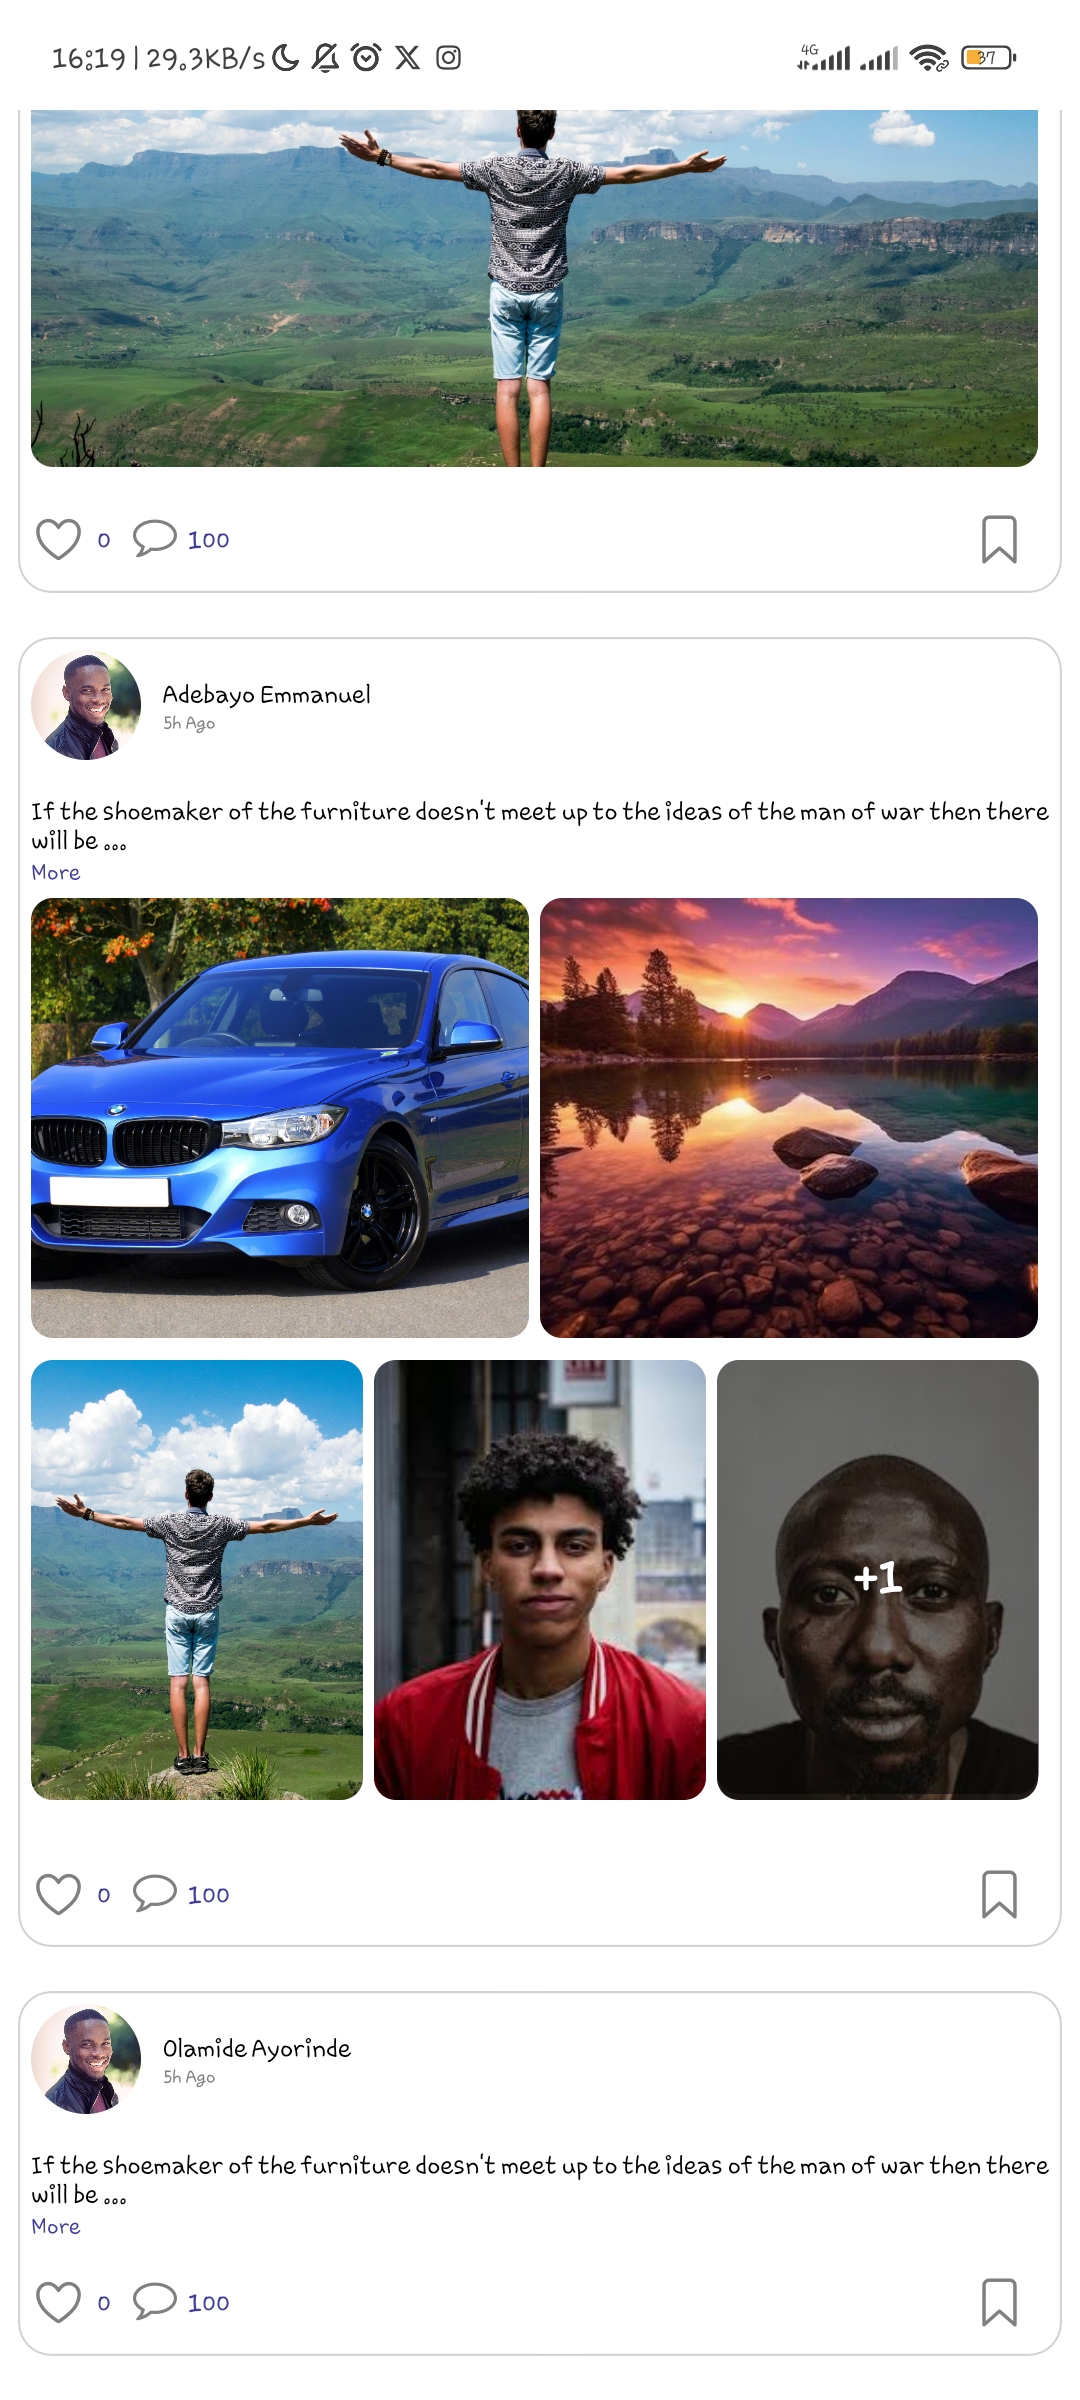 16:19 | 29.3KB/s
4G
37
0
100
Adebayo Emmanuel
5h Ago
If the shoemaker of the furniture doesn't meet up to the ideas of the man of war then there
will be ...
More
+1
0
100
Olamide Ayorinde
5h Ago
If the shoemaker of the furniture doesn't meet up to the ideas of the man of war then there
will be ...
More
0
100